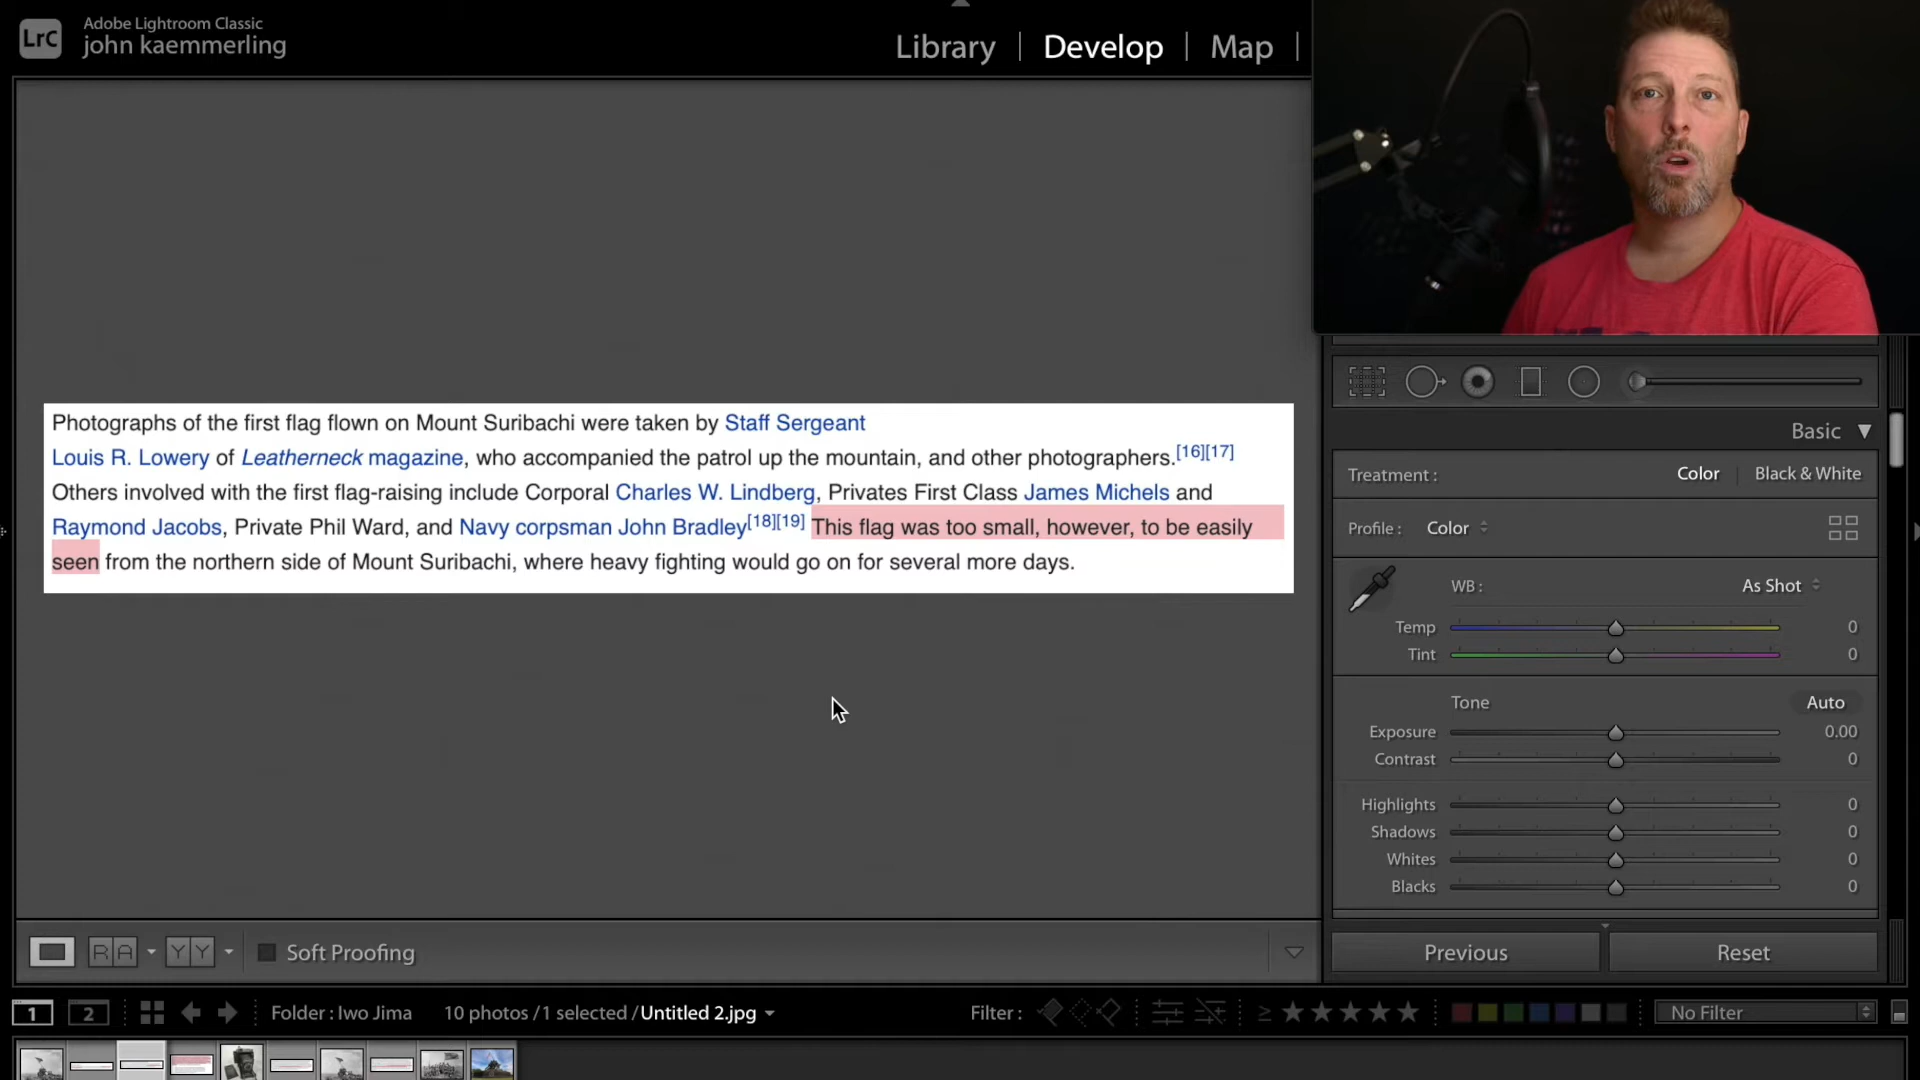 LrC
Adobe Lightroom Classic
john kaemmerling
Library | Develop | Map |
Photographs of the first flag flown on Mount Suribachi were taken by Staff Sergeant
Louis R. Lowery of Leatherneck magazine, who accompanied the patrol up the mountain, and other photographers.[16][17]
Others involved with the first flag-raising include Corporal Charles W. Lindberg, Privates First Class James Michels and
Raymond Jacobs, Private Phil Ward, and Navy corpsman John Bradley[18][19] This flag was too small, however, to be easily
seen from the northern side of Mount Suribachi, where heavy fighting would go on for several more days.
Basic
Treatment : Color | Black & White
Profile : Color
WB : As Shot
Temp 0
Tint 0
Tone Auto
Exposure 0.00
Contrast 0
Highlights 0
Shadows 0
Whites 0
Blacks 0
Previous Reset
R A Y Y Soft Proofing
1 2 Folder : Iwo Jima 10 photos / 1 selected / Untitled 2.jpg Filter : ≥ ★★★★★ No Filter